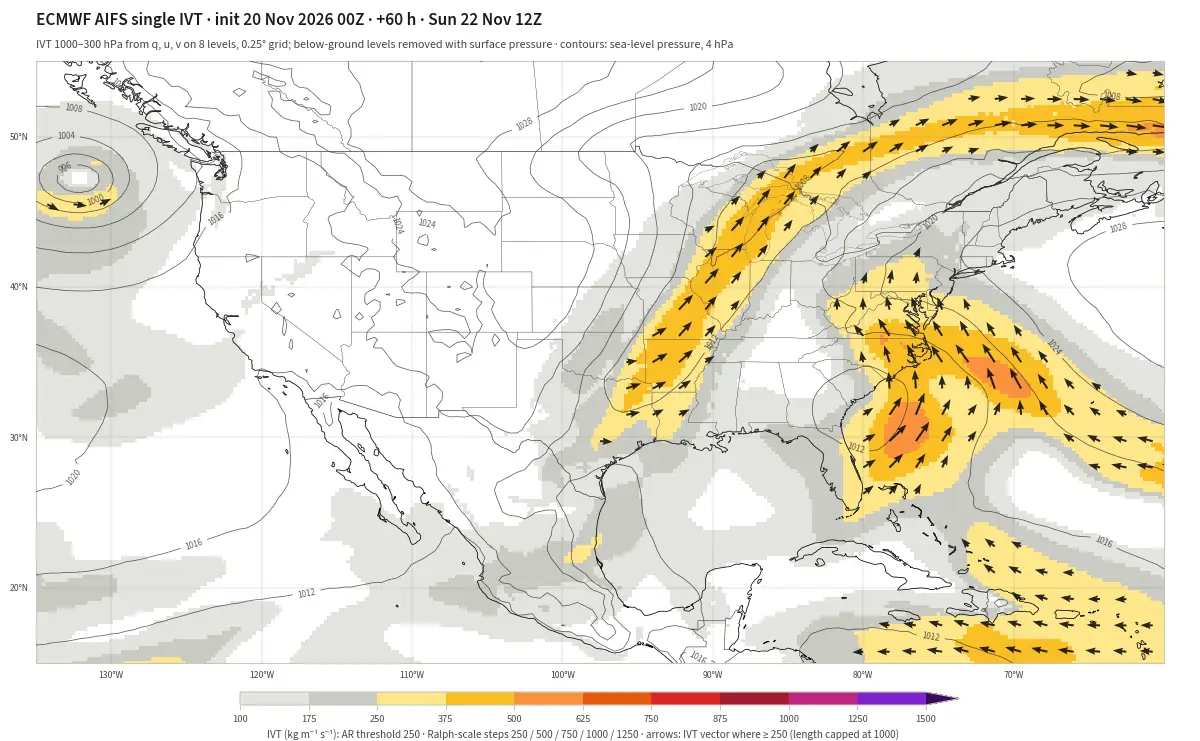 ECMWF AIFS single IVT · init 20 Nov 2026 00Z · +60 h · Sun 22 Nov 12Z
IVT 1000–300 hPa from q, u, v on 8 levels, 0.25° grid; below-ground levels removed with surface pressure · contours: sea-level pressure, 4 hPa
1008
1004
996
1000
1016
1028
1020
1008
1008
1024
1024
1020
1028
1012
1024
1016
1012
1020
1016
1016
1012
1012
1016
50°N
40°N
30°N
20°N
130°W
120°W
110°W
100°W
90°W
80°W
70°W
100
175
250
375
500
625
750
875
1000
1250
1500
IVT (kg m⁻¹ s⁻¹): AR threshold 250 · Ralph-scale steps 250 / 500 / 750 / 1000 / 1250 · arrows: IVT vector where ≥ 250 (length capped at 1000)